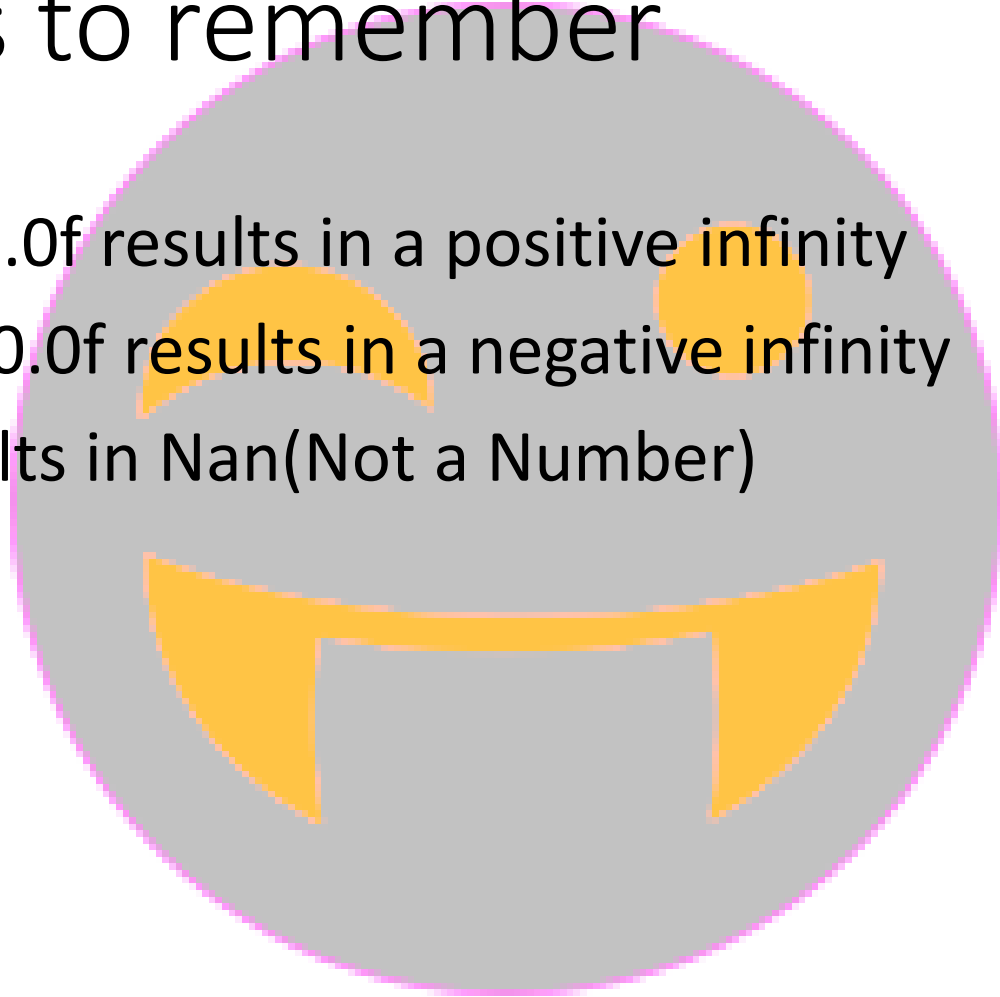 s to remember
.0f results in a positive infinity
0.0f results in a negative infinity
lts in Nan(Not a Number)